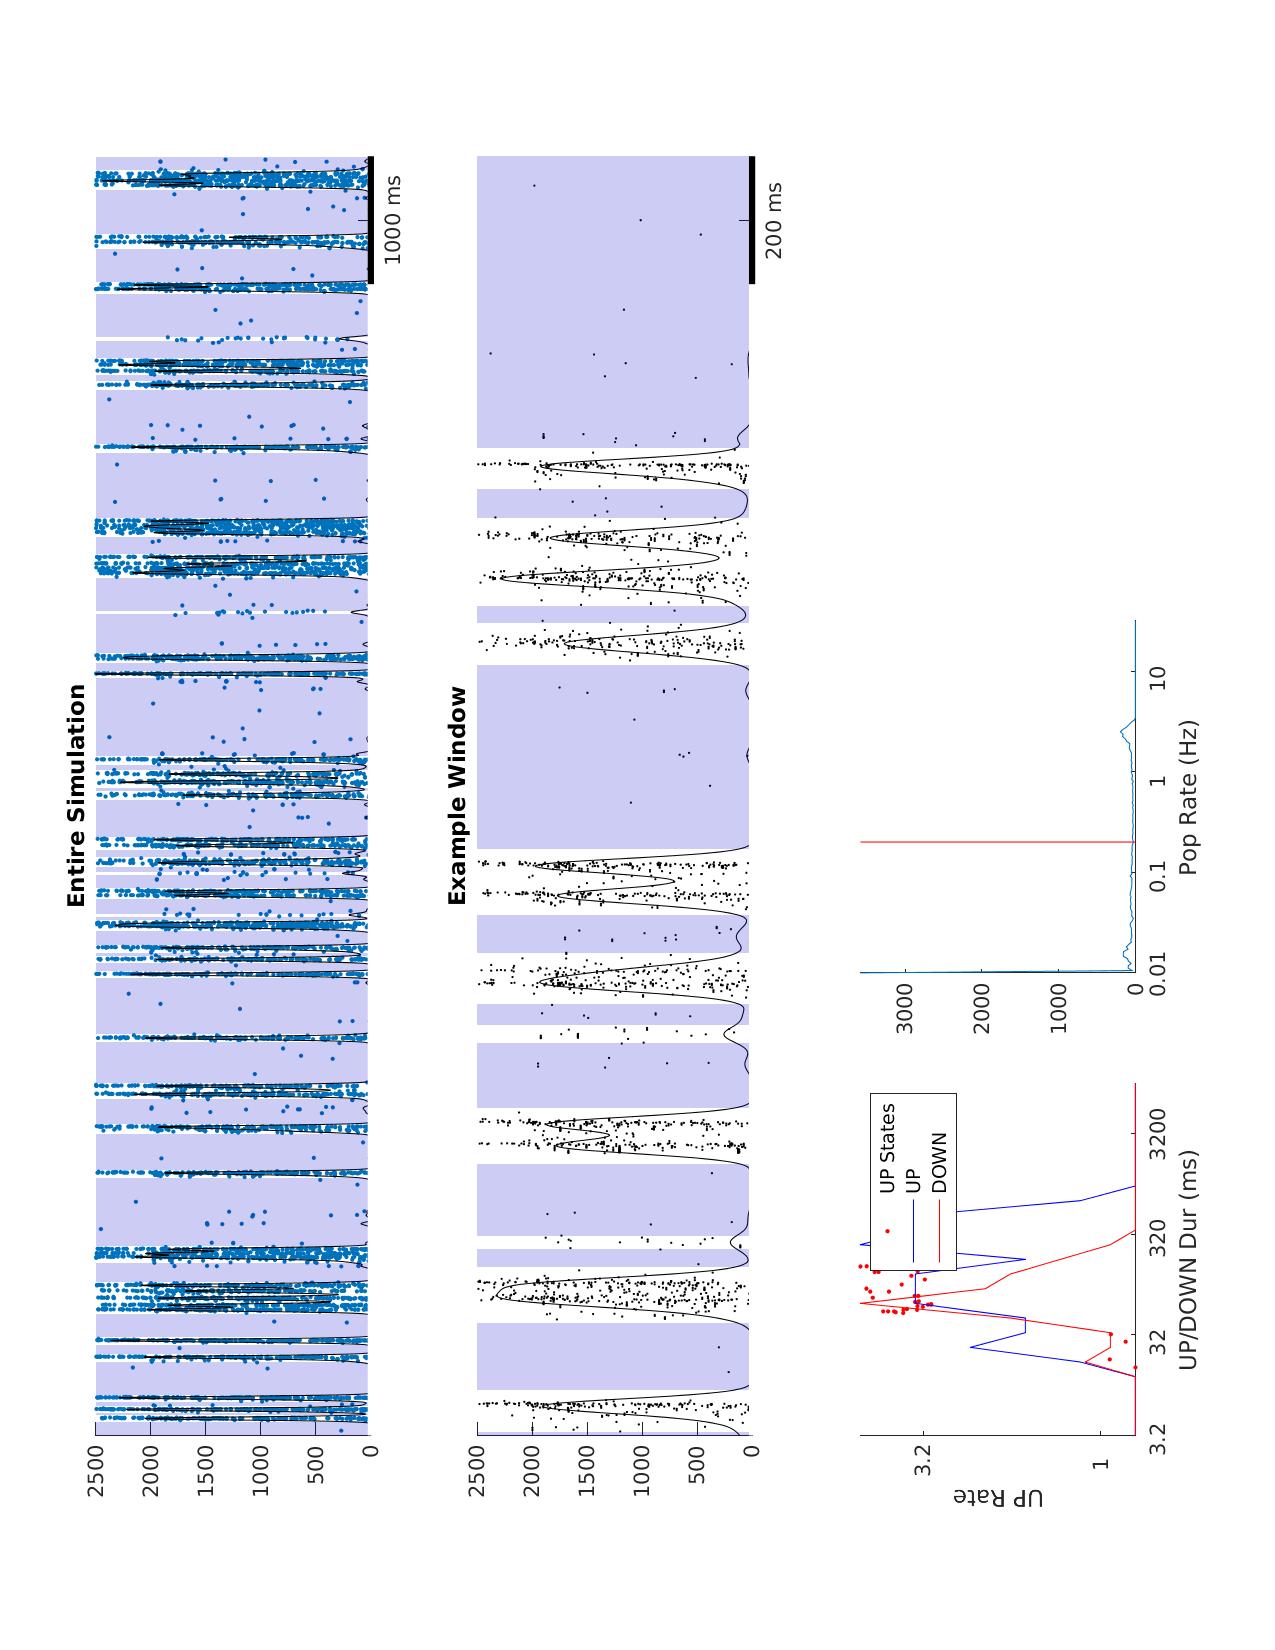 Entire Simulation
2500
2000
1500
1000
500
0
1000 ms
Example Window
2500
2000
1500
1000
500
0
200 ms
UP Rate
3.2
1
UP States
UP
DOWN
3.2 32 320 3200
UP/DOWN Dur (ms)
3000
2000
1000
0
0.01 0.1 1 10
Pop Rate (Hz)